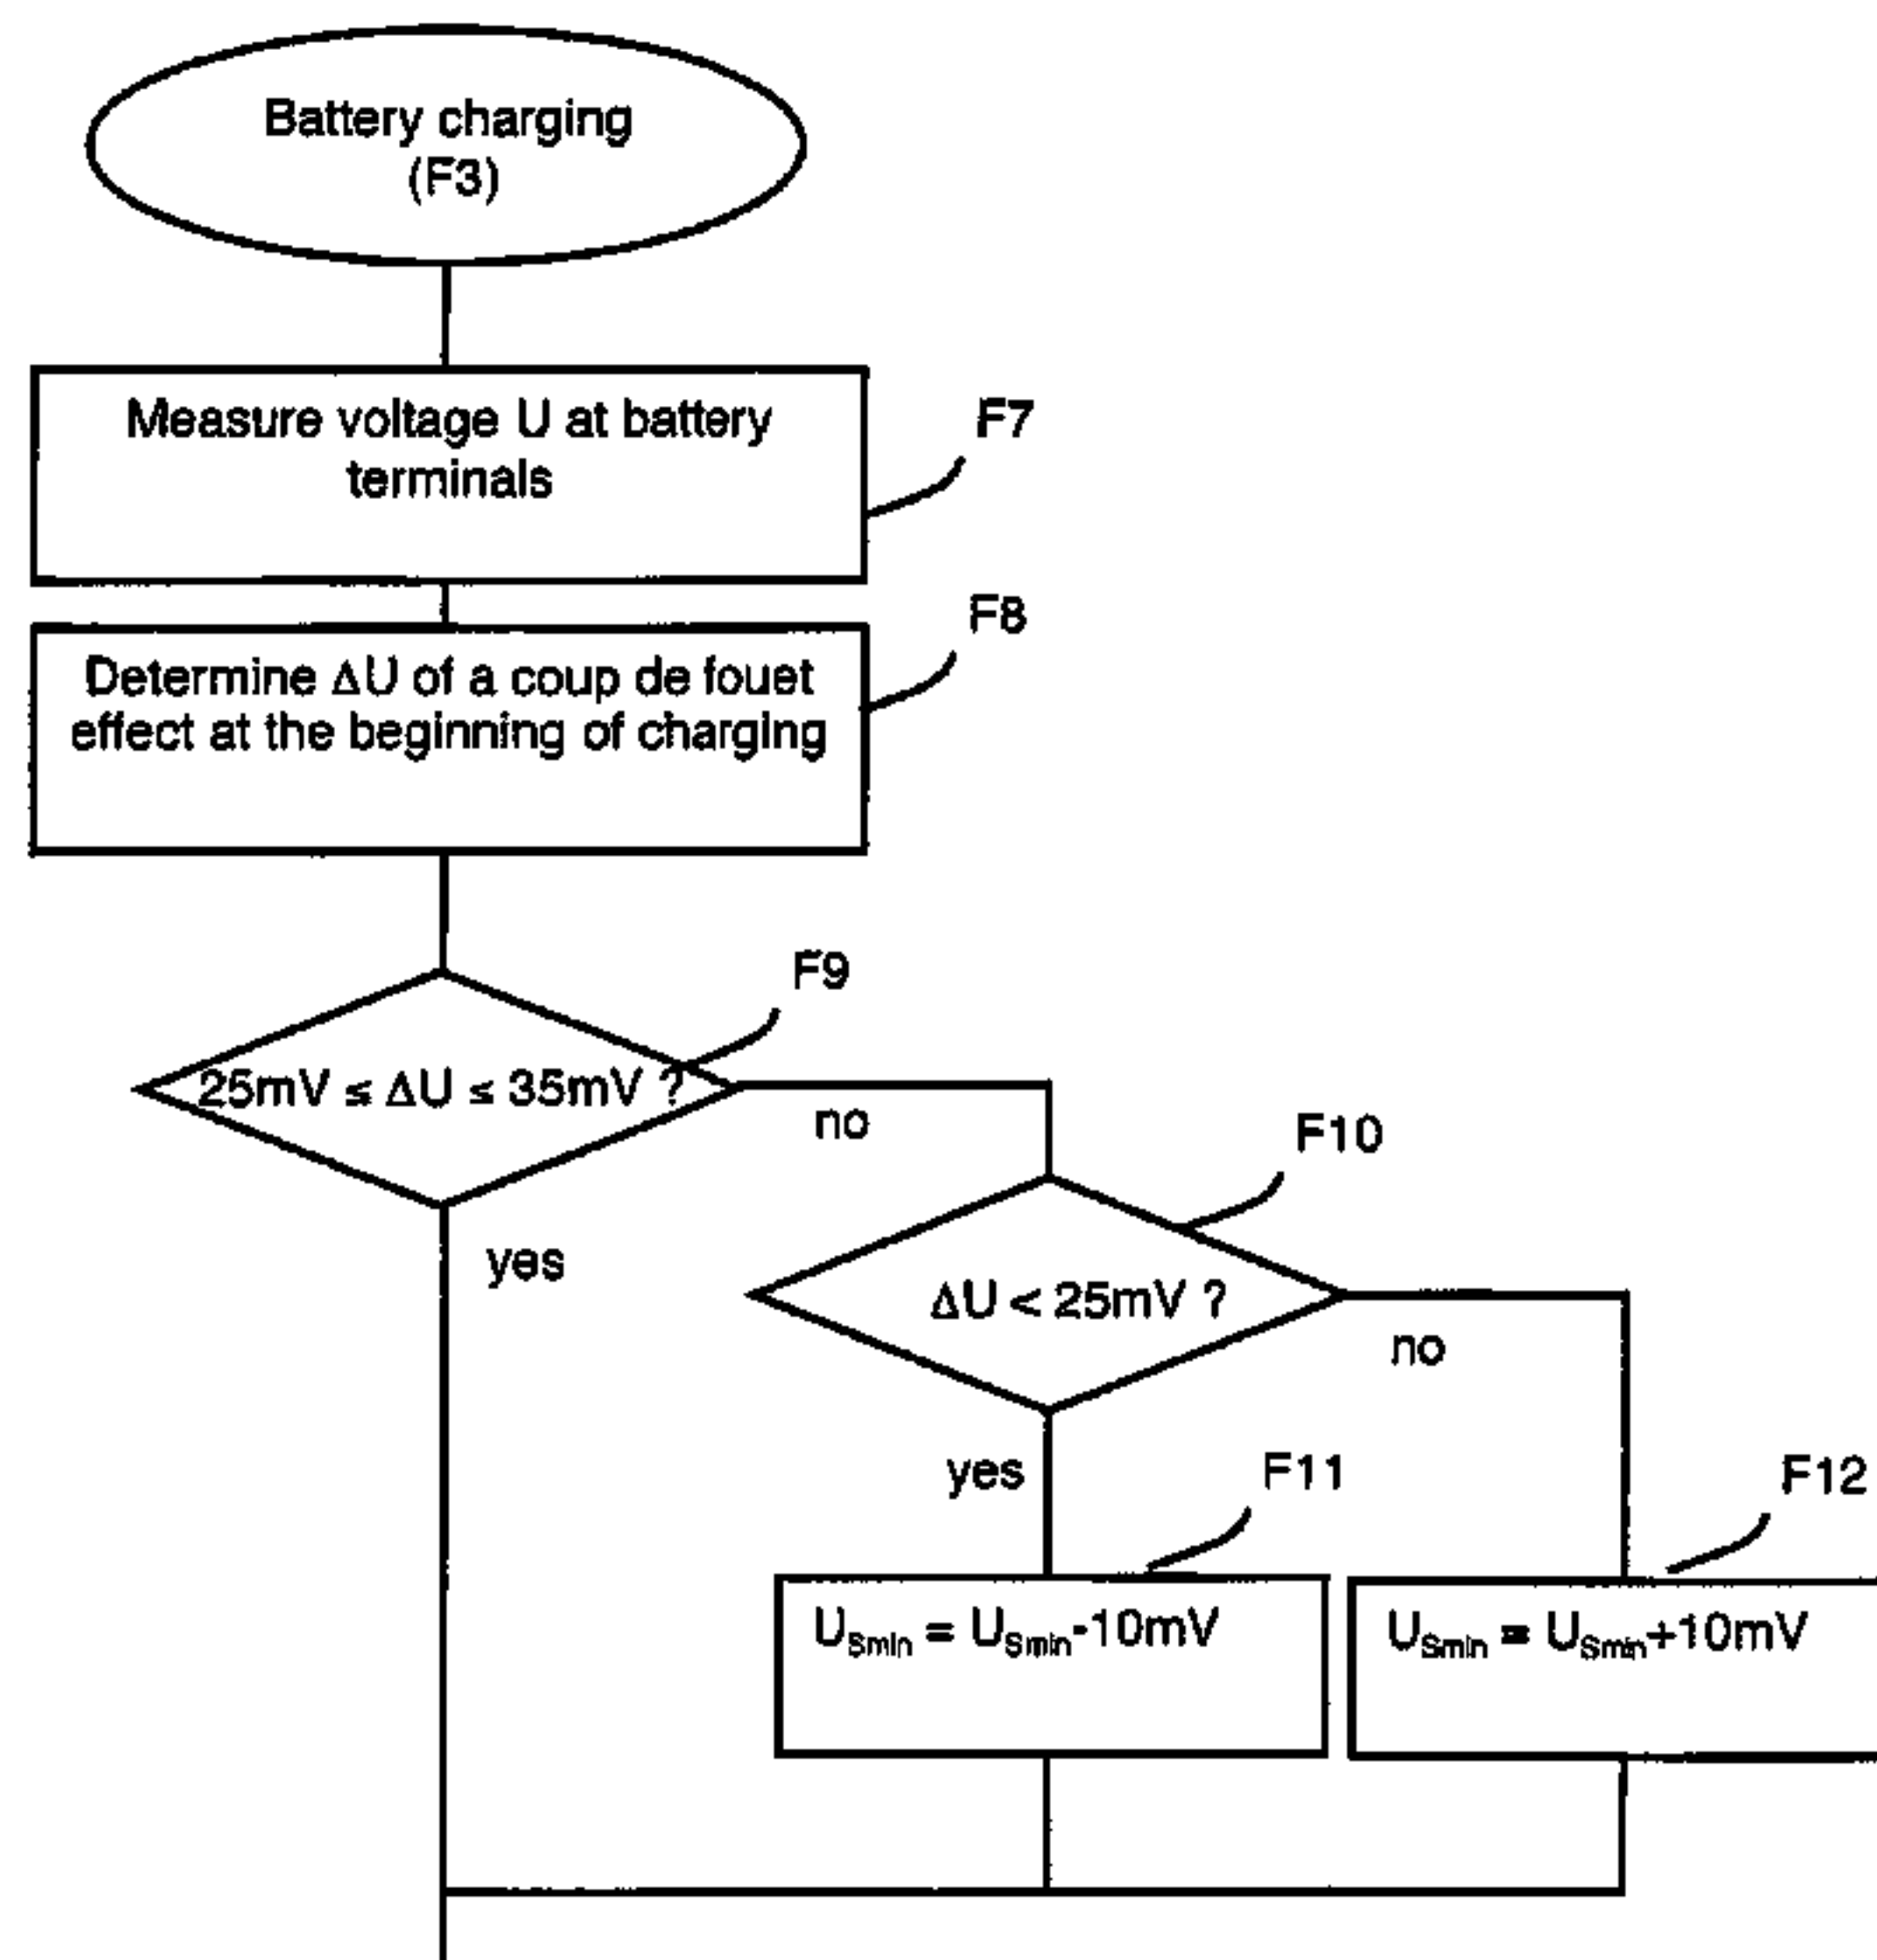 Battery charging
(F3)
Measure voltage U at battery
terminals
F7
F8
Determine ΔU of a coup de fouet
effect at the beginning of charging
F9
25mV ≤ ΔU ≤ 35mV ?
no
F10
yes
ΔU < 25mV ?
no
yes
F11
F12
USmin = USmin-10mV
USmin = USmin+10mV